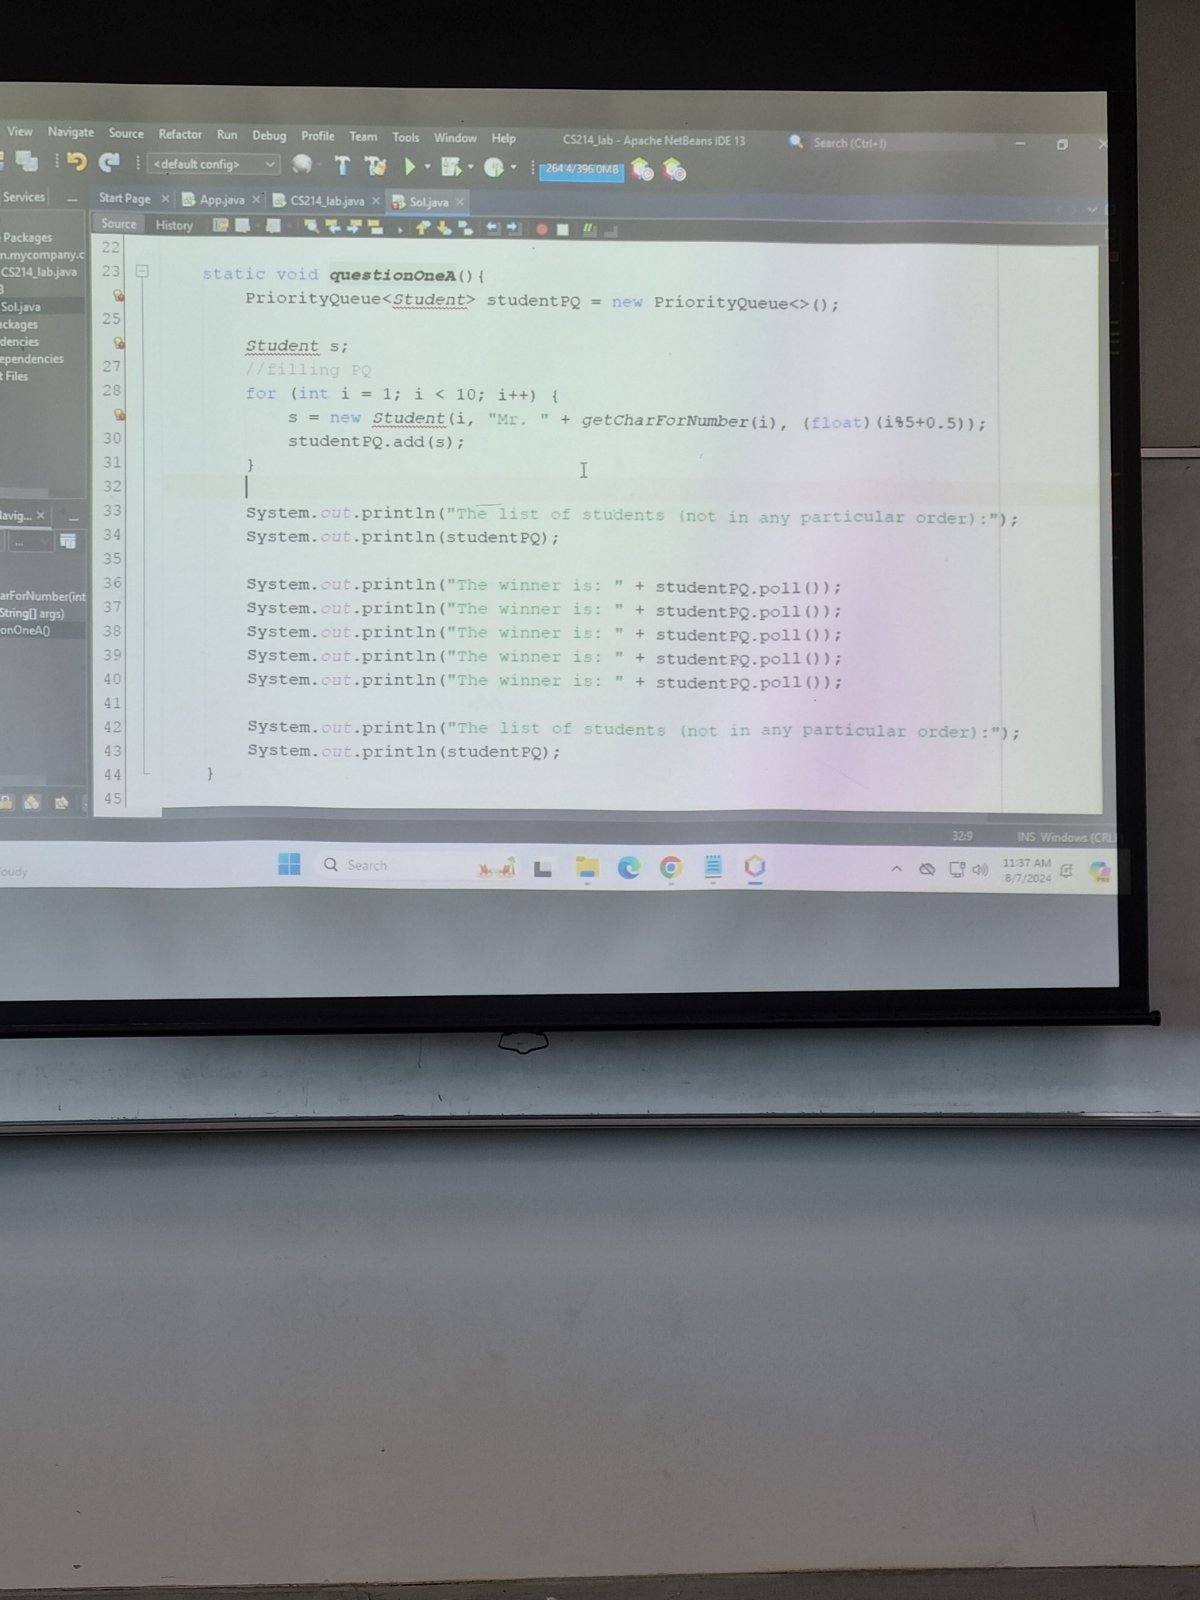 View Navigate Source Refactor Run Debug Profile Team Tools Window Help CS214_lab - Apache NetBeans IDE 13 Search (Ctrl+I)
<default config> 264.4/396.0MB
Services Start Page App.java CS214_lab.java Sol.java
Source History
Packages
m.mycompany.c
CS214_lab.java
Sol.java
ackages
dencies
ependencies
t Files
22
23 static void questionOneA(){
PriorityQueue<Student> studentPQ = new PriorityQueue<>();
25
Student s;
27 //filling PQ
28 for (int i = 1; i < 10; i++) {
s = new Student(i, "Mr. " + getCharForNumber(i), (float)(i%5+0.5));
30 studentPQ.add(s);
31 }
32
33 System.out.println("The list of students (not in any particular order):");
34 System.out.println(studentPQ);
35
36 System.out.println("The winner is: " + studentPQ.poll());
37 System.out.println("The winner is: " + studentPQ.poll());
38 System.out.println("The winner is: " + studentPQ.poll());
39 System.out.println("The winner is: " + studentPQ.poll());
40 System.out.println("The winner is: " + studentPQ.poll());
41
42 System.out.println("The list of students (not in any particular order):");
43 System.out.println(studentPQ);
44 }
45
Navig...
...
arForNumber(int
String[] args)
onOneA()
32:9 INS Windows (CRL
oudy Search 11:37 AM
8/7/2024
PRE